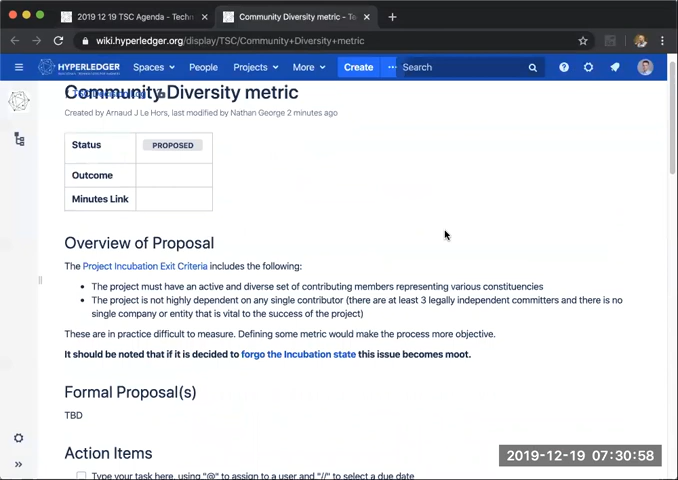 2019 12 19 TSC Agenda - Techn
Community Diversity metric - Te
wiki.hyperledger.org/display/TSC/Community+Diversity+metric
HYPERLEDGER Spaces People Projects More Create Search
Community Diversity metric
Created by Arnaud J Le Hors, last modified by Nathan George 2 minutes ago
Status PROPOSED
Outcome
Minutes Link
Overview of Proposal
The Project Incubation Exit Criteria includes the following:
• The project must have an active and diverse set of contributing members representing various constituencies
• The project is not highly dependent on any single contributor (there are at least 3 legally independent committers and there is no
single company or entity that is vital to the success of the project)
These are in practice difficult to measure. Defining some metric would make the process more objective.
It should be noted that if it is decided to forgo the Incubation state this issue becomes moot.
Formal Proposal(s)
TBD
Action Items
Type your task here, using "@" to assign to a user and "//" to select a due date
2019-12-19 07:30:58